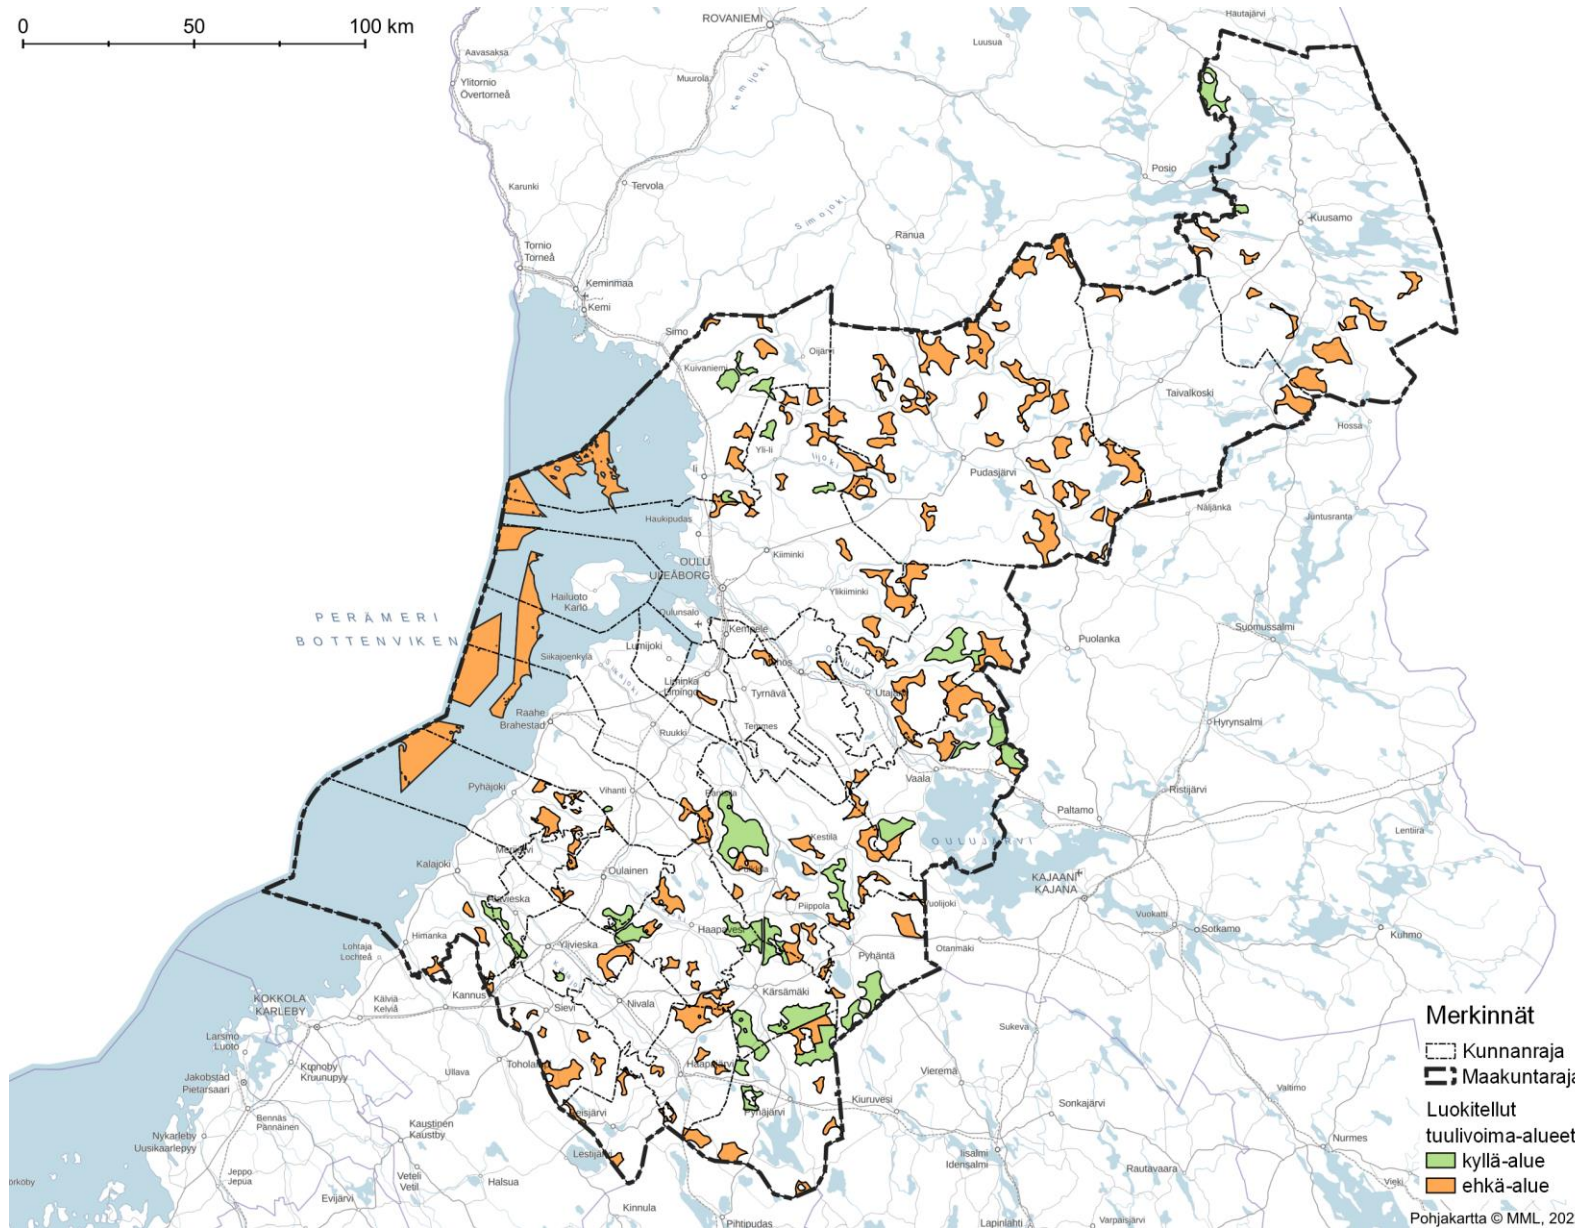 0 50 100 km
ROVANIEMI
Hautajärvi
Luusua
Aavasaksa
Muurola
Ylitornio
Övertorneå
Kemijoki
Posio
Karunki
Tervola
Simojoki
Kuusamo
Ranua
Tornio
Torneå
Keminmaa
Kemi
Simo
Oijärvi
Kuivaniemi
Taivalkoski
Hossa
Yli-Ii
Iijoki
Ii
Pudasjärvi
Näljänkä
Juntusranta
Haukipudas
Kiiminki
OULU
ULEÅBORG
Ylikiiminki
Hailuoto
Karlö
PERÄMERI
BOTTENVIKEN
Oulunsalo
Kempele
Suomussalmi
Puolanka
Lumijoki
Siikajoenkylä
Siikajoki
Liminka
Limingo
Tyrnävä
Raahe
Brahestad
Ruukki
Temmes
Hyrynsalmi
Vaala
Pyhäjoki
Vihanti
Ristijärvi
Paltamo
Lentiira
Kestilä
OULUJÄRVI
Merijärvi
Kalajoki
Oulainen
KAJAANI
KAJANA
Alavieska
Piippola
Vuolijoki
Vuokatti
Sotkamo
Kuhmo
Haapavesi
Himanka
Lohtaja
Lochteå
Ylivieska
Otanmäki
Pyhäntä
Kärsämäki
KOKKOLA
KARLEBY
Kälviä
Kelviå
Kannus
Sievi
Nivala
Sukeva
Larsmo
Luoto
Kronoby
Kruunupyy
Haapajärvi
Jakobstad
Pietarsaari
Ullava
Vieremä
Valtimo
Bennäs
Pännäinen
Kaustinen
Kaustby
Pyhäjärvi
Kiuruvesi
Sonkajärvi
Nykarleby
Uusikaarlepyy
Lestijärvi
Iisalmi
Idensalmi
Nurmes
Jeppo
Jepua
Veteli
Vetil
Halsua
Rautavaara
Vieki
Evijärvi
Kinnula
Pihtipudas
Lapinlahti
Varpaisjärvi
Merkinnät
Kunnanraja
Maakuntaraja
Luokitellut
tuulivoima-alueet
kyllä-alue
ehkä-alue
Pohjakartta © MML, 202